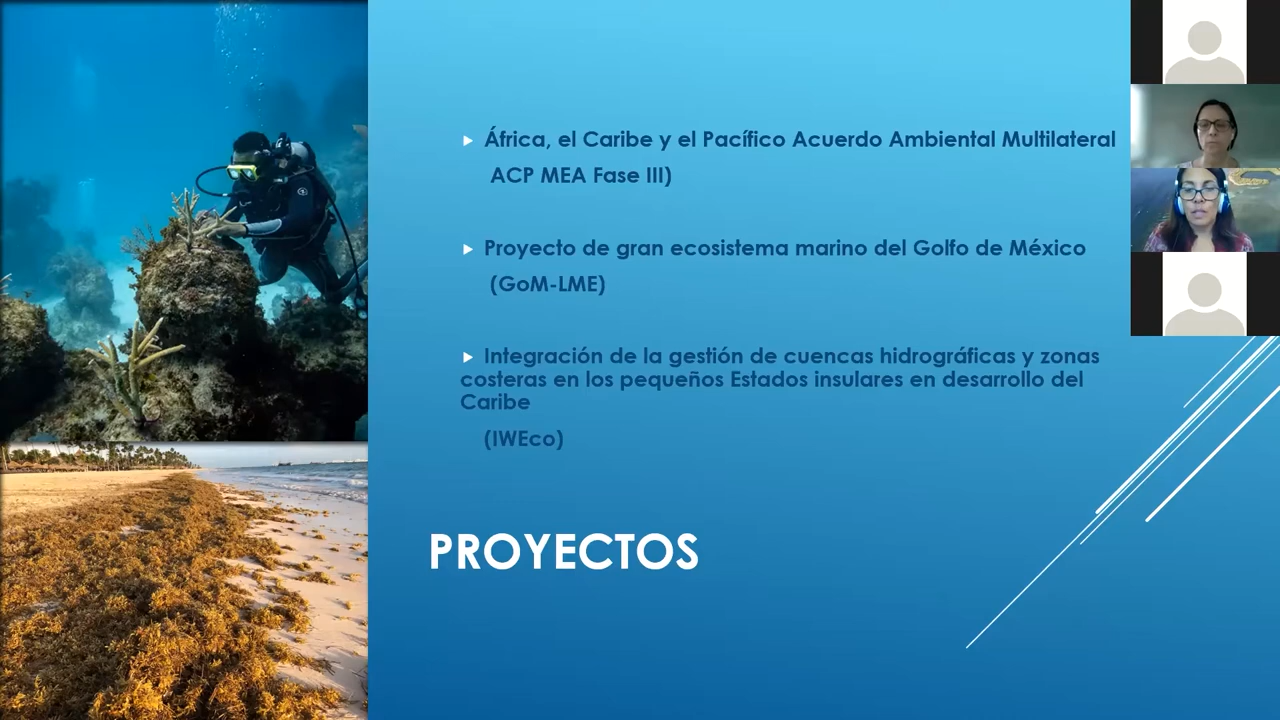 África, el Caribe y el Pacífico Acuerdo Ambiental Multilateral
ACP MEA Fase III)
Proyecto de gran ecosistema marino del Golfo de México
(GoM-LME)
Integración de la gestión de cuencas hidrográficas y zonas
costeras en los pequeños Estados insulares en desarrollo del
Caribe
(IWEco)
PROYECTOS